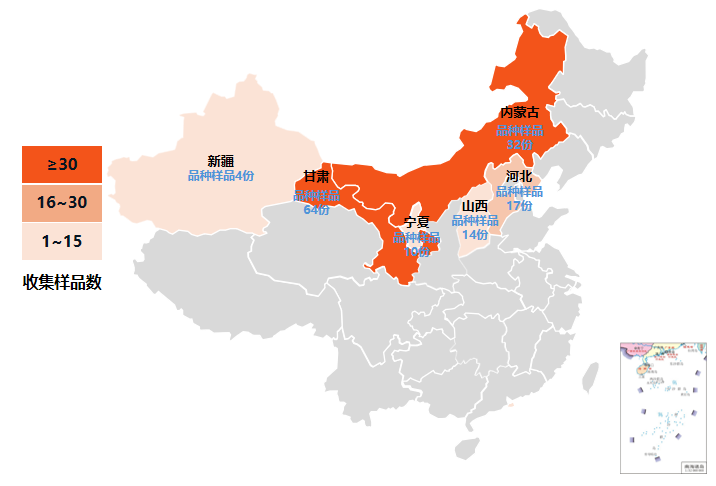 内蒙古
品种样品
32份
≥30
新疆
品种样品4份
甘肃
品种样品
64份
河北
品种样品
17份
16~30
山西
品种样品
14份
宁夏
品种样品
10份
1~15
收集样品数